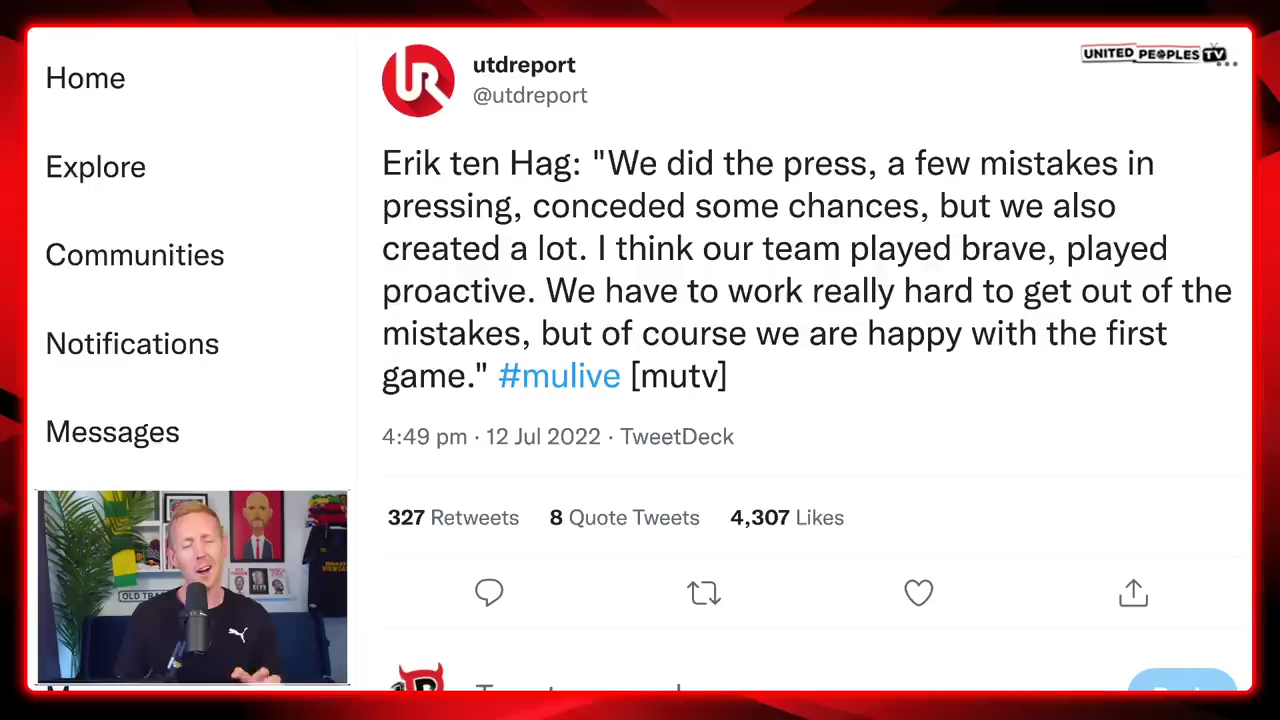 Home
Explore
Communities
Notifications
Messages
utdreport
@utdreport
UNITED PEOPLES TV
Erik ten Hag: "We did the press, a few mistakes in
pressing, conceded some chances, but we also
created a lot. I think our team played brave, played
proactive. We have to work really hard to get out of the
mistakes, but of course we are happy with the first
game." #mulive [mutv]
4:49 pm · 12 Jul 2022 · TweetDeck
327 Retweets 8 Quote Tweets 4,307 Likes
OLD TRA